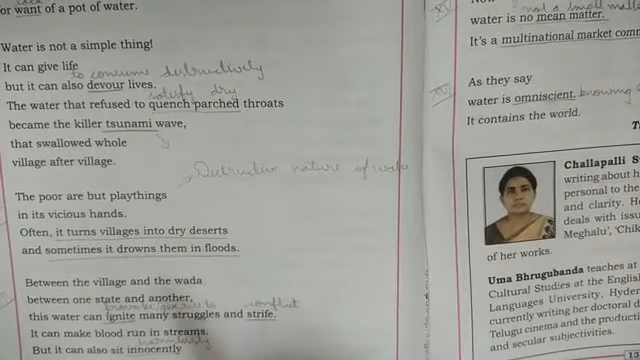 or want of a pot of water.
Water is not a simple thing!
It can give life
to consume destructively
but it can also devour lives.
satisfy dry
The water that refused to quench parched throats
became the killer tsunami wave,
that swallowed whole
village after village.
Destructive nature of
The poor are but playthings
in its vicious hands.
Often, it turns villages into dry deserts
and sometimes it drowns them in floods.
Between the village and the wada
between one state and another,
conflict
this water can ignite many struggles and strife.
It can make blood run in streams.
harmlessly
But it can also sit innocently
XV
not a small
water is no mean matter.
It's a multinational market com
As they say
XVI
water is omniscient. knowing
It contains the world.
Challapalli S
writing about h
personal to the
and clarity. H
deals with issu
Meghalu', 'Chik
of her works.
Uma Bhrugubanda teaches at
Cultural Studies at the English
Languages University, Hyder
currently writing her doctoral d
Telugu cinema and the producti
and secular subjectivities.
13